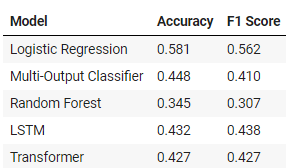 Model Accuracy F1 Score
Logistic Regression 0.581 0.562
Multi-Output Classifier 0.448 0.410
Random Forest 0.345 0.307
LSTM 0.432 0.438
Transformer 0.427 0.427